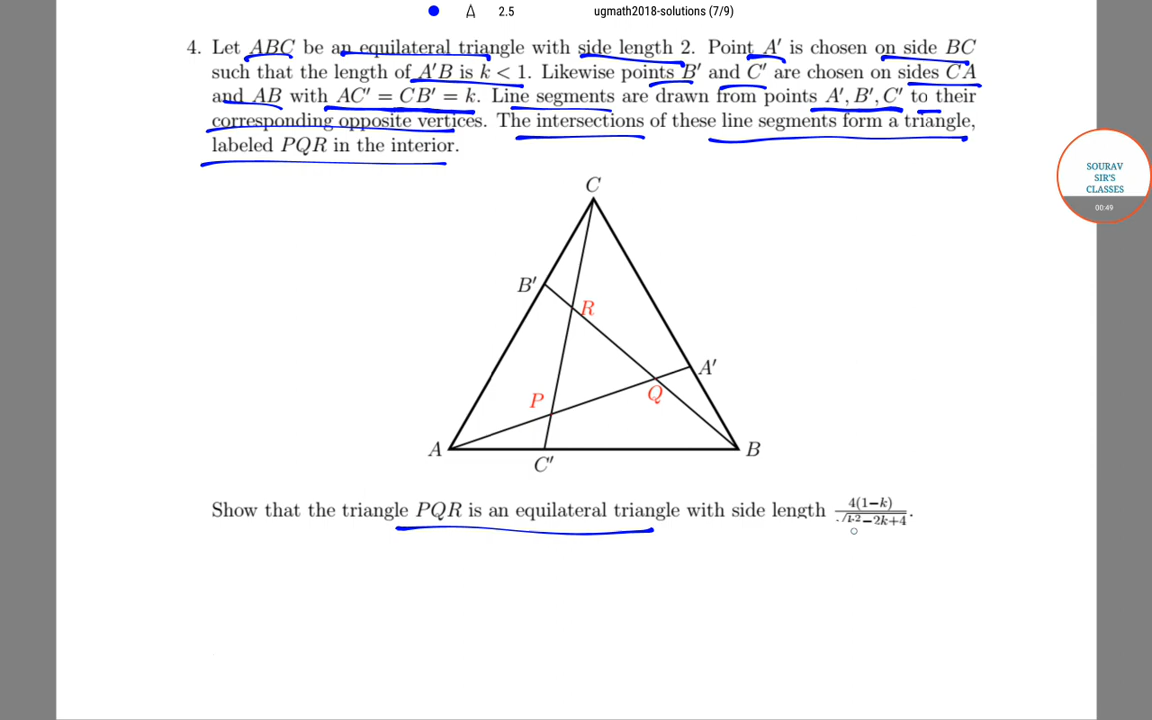 A 2.5 ugmath2018-solutions (7/9)
4. Let ABC be an equilateral triangle with side length 2. Point A′ is chosen on side BC
such that the length of A′B is k < 1. Likewise points B′ and C′ are chosen on sides CA
and AB with AC′ = CB′ = k. Line segments are drawn from points A′, B′, C′ to their
corresponding opposite vertices. The intersections of these line segments form a triangle,
labeled PQR in the interior.
SOURAV
SIR'S
CLASSES
00:49
C
B′
R
A′
P
Q
A
B
C′
Show that the triangle PQR is an equilateral triangle with side length 4(1−k)/√k²−2k+4.